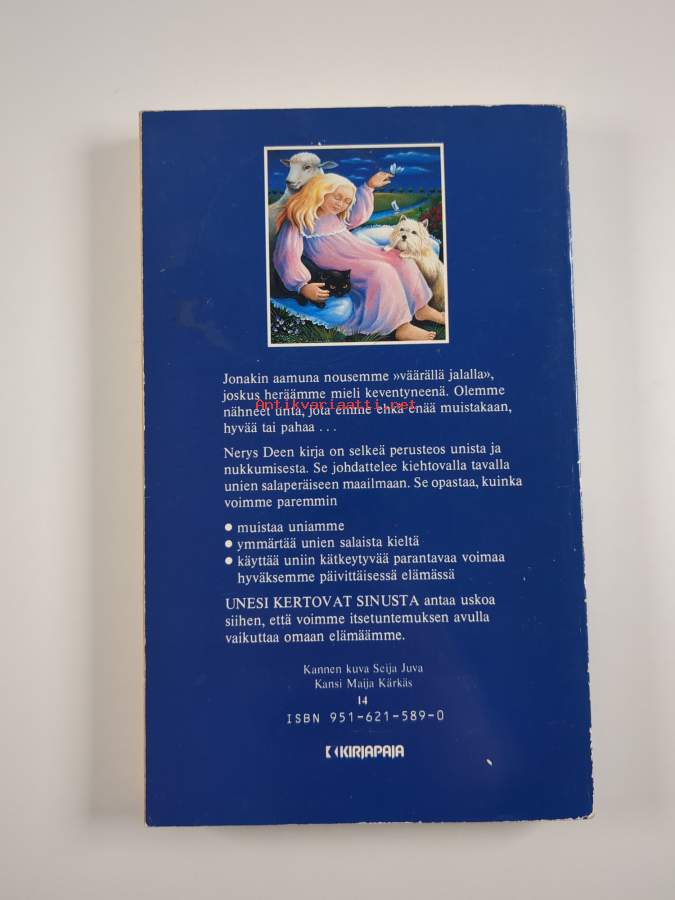 Jonakin aamuna nousemme »väärällä jalalla»,
joskus heräämme mieli keventyneenä. Olemme
Antikvariaatti.net
nähneet unta, jota emme ehkä enää muistakaan,
hyvää tai pahaa . . .
Nerys Deen kirja on selkeä perusteos unista ja
nukkumisesta. Se johdattelee kiehtovalla tavalla
unien salaperäiseen maailmaan. Se opastaa, kuinka
voimme paremmin
● muistaa uniamme
● ymmärtää unien salaista kieltä
● käyttää uniin kätkeytyvää parantavaa voimaa
hyväksemme päivittäisessä elämässä
UNESI KERTOVAT SINUSTA antaa uskoa
siihen, että voimme itsetuntemuksen avulla
vaikuttaa omaan elämäämme.
Kannen kuva Seija Juva
Kansi Maija Kärkäs
14
ISBN 951-621-589-0
KIRJAPAJA